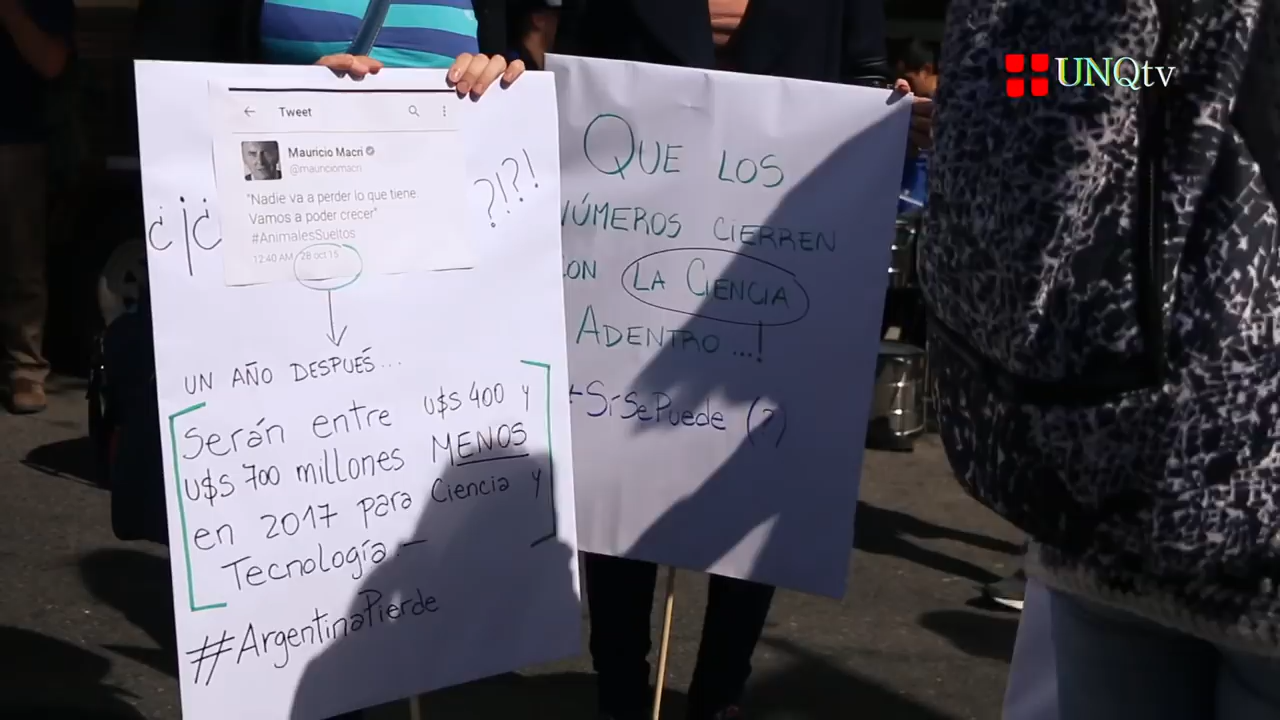 UNQtv
Tweet
Mauricio Macri
@mauriciomacri
"Nadie va a perder lo que tiene.
Vamos a poder crecer"
#AnimalesSueltos
12:40 AM 28 oct 15
¿¡¿
?!?!
UN AÑO DESPUÉS...
Serán entre U$S 400 y
U$S 700 millones MENOS
en 2017 para Ciencia y
Tecnología.-
#ArgentinaPierde
QUE LOS
NÚMEROS CIERREN
CON LA CIENCIA
ADENTRO...!
#SíSePuede (?)